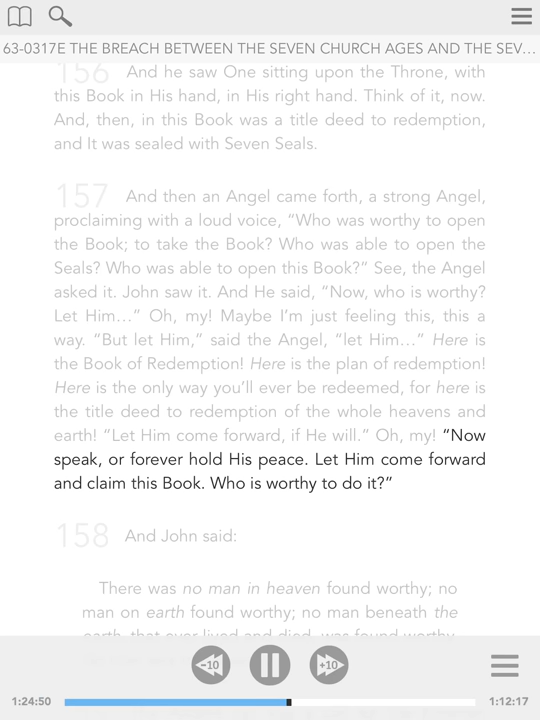 63-0317E THE BREACH BETWEEN THE SEVEN CHURCH AGES AND THE SEV...
156 And he saw One sitting upon the Throne, with
this Book in His hand, in His right hand. Think of it, now.
And, then, in this Book was a title deed to redemption,
and It was sealed with Seven Seals.
157 And then an Angel came forth, a strong Angel,
proclaiming with a loud voice, “Who was worthy to open
the Book; to take the Book? Who was able to open the
Seals? Who was able to open this Book?” See, the Angel
asked it. John saw it. And He said, “Now, who is worthy?
Let Him…” Oh, my! Maybe I’m just feeling this, this a
way. “But let Him,” said the Angel, “let Him…” Here is
the Book of Redemption! Here is the plan of redemption!
Here is the only way you’ll ever be redeemed, for here is
the title deed to redemption of the whole heavens and
earth! “Let Him come forward, if He will.” Oh, my! “Now
speak, or forever hold His peace. Let Him come forward
and claim this Book. Who is worthy to do it?”
158 And John said:
There was no man in heaven found worthy; no
man on earth found worthy; no man beneath the
earth, that ever lived and died, was found worthy.
-10
+10
1:24:50
1:12:17